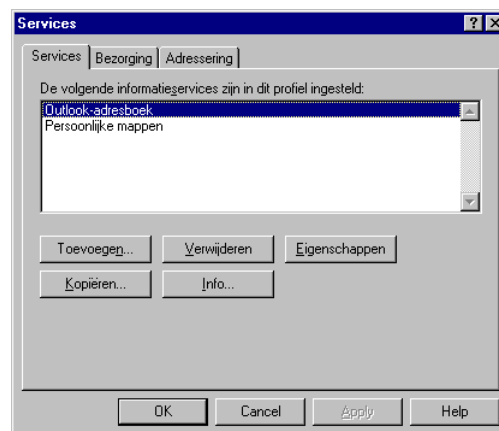 Services
Services Bezorging Adressering
De volgende informatieservices zijn in dit profiel ingesteld:
Outlook-adresboek
Persoonlijke mappen
Toevoegen... Verwijderen Eigenschappen
Kopiëren... Info...
OK Cancel Apply Help